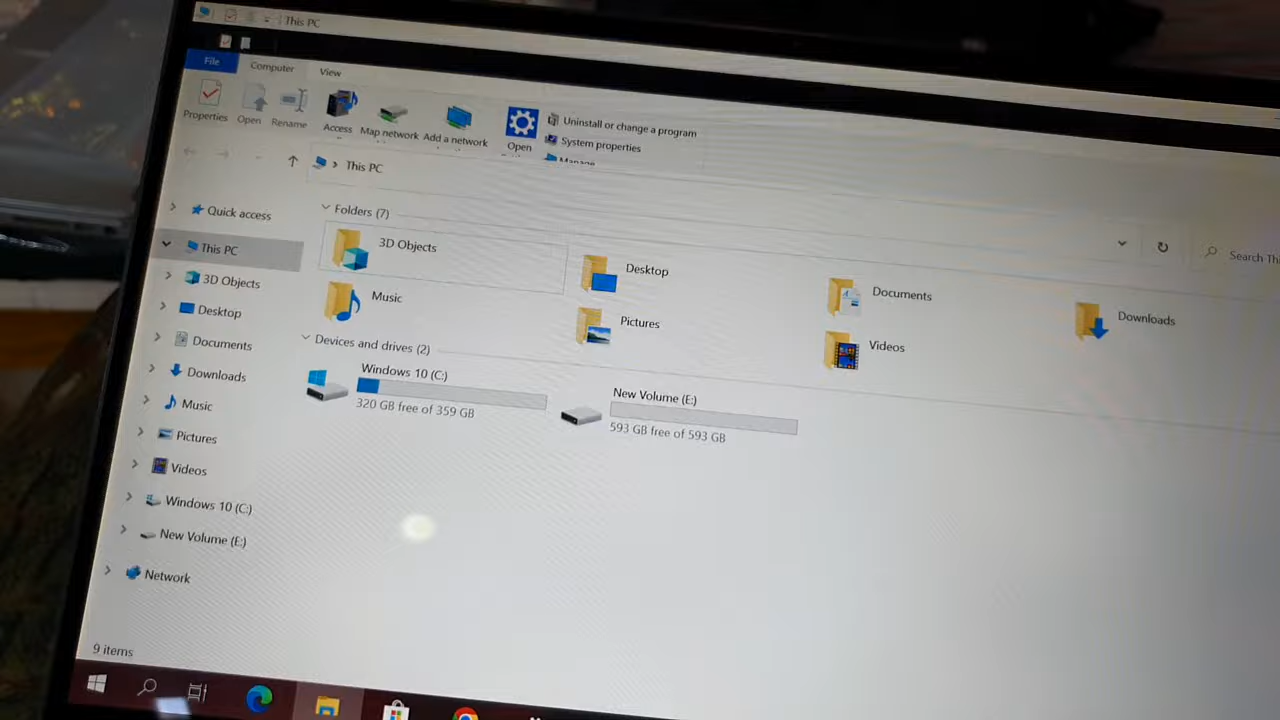 This PC
File
Computer
View
Properties
Open
Rename
Access
Map network
Add a network
Open
Uninstall or change a program
System properties
Manage
This PC
Search
Quick access
This PC
3D Objects
Desktop
Documents
Downloads
Music
Pictures
Videos
Windows 10 (C:)
New Volume (E:)
Network
Folders (7)
3D Objects
Desktop
Documents
Downloads
Music
Pictures
Videos
Devices and drives (2)
Windows 10 (C:)
320 GB free of 359 GB
New Volume (E:)
593 GB free of 593 GB
9 items